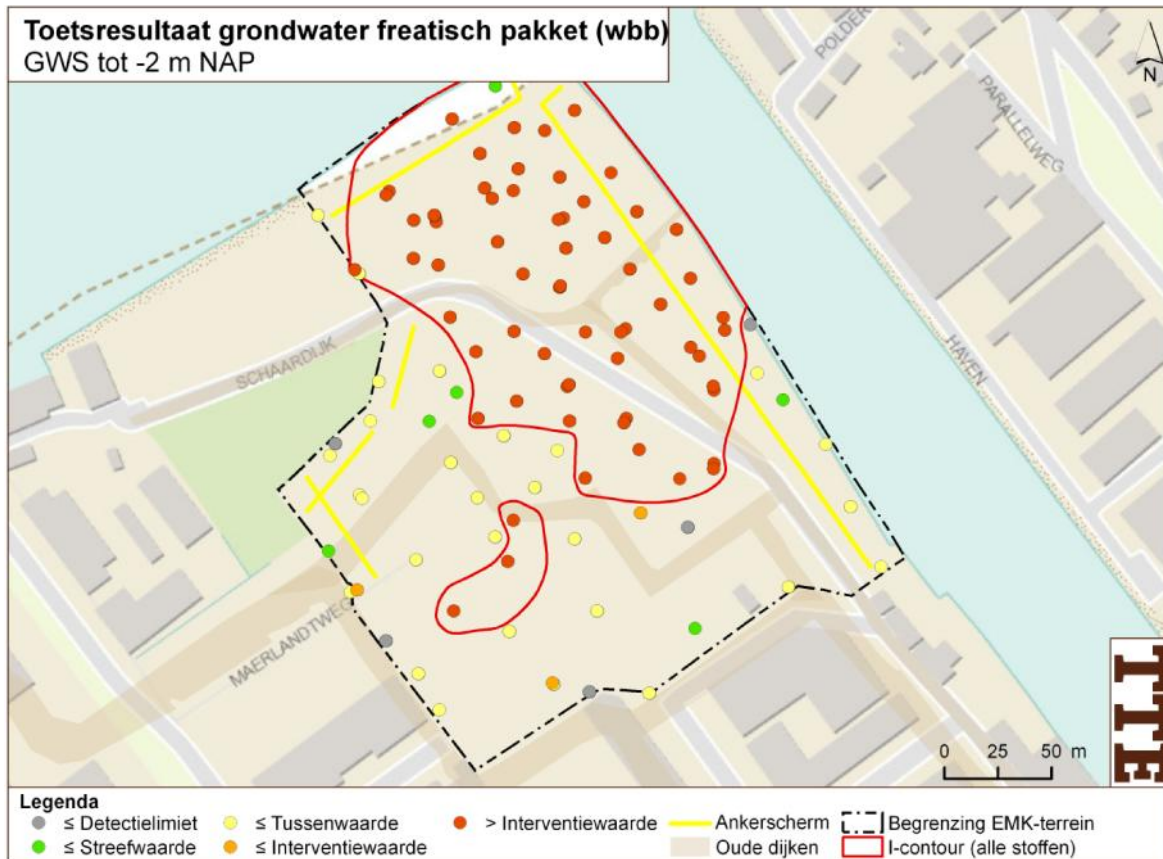 Toetsresultaat grondwater freatisch pakket (wbb)
GWS tot -2 m NAP
POLDER
N
PARALLELWEG
SCHAARDIJK
HAVEN
MAERLANDTWEG
0 25 50 m
TTE
Legenda
≤ Detectielimiet ≤ Tussenwaarde > Interventiewaarde Ankerscherm Begrenzing EMK-terrein
≤ Streefwaarde ≤ Interventiewaarde Oude dijken I-contour (alle stoffen)